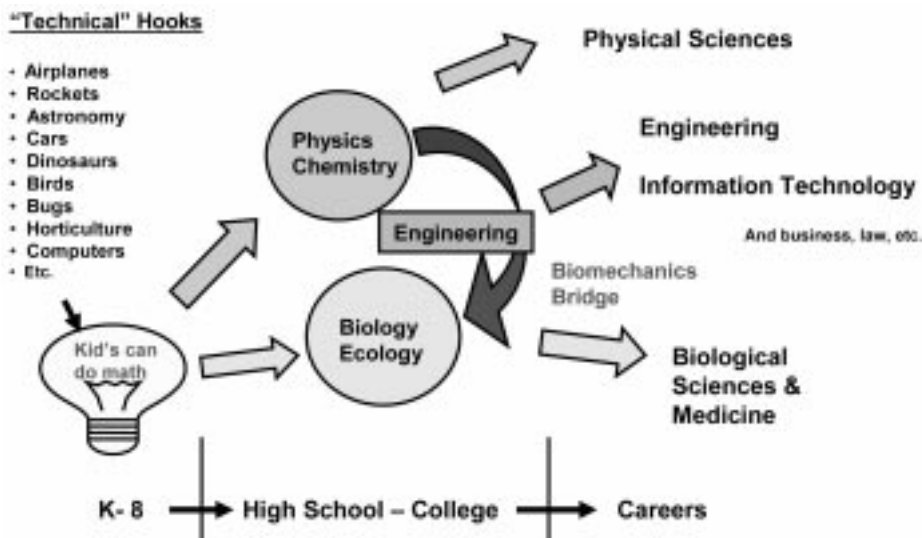 “Technical” Hooks
• Airplanes
• Rockets
• Astronomy
• Cars
• Dinosaurs
• Birds
• Bugs
• Horticulture
• Computers
• Etc.
Kid's can
do math
Physics
Chemistry
Engineering
Biology
Ecology
Biomechanics
Bridge
Physical Sciences
Engineering
Information Technology
And business, law, etc.
Biological
Sciences &
Medicine
K- 8
High School – College
Careers